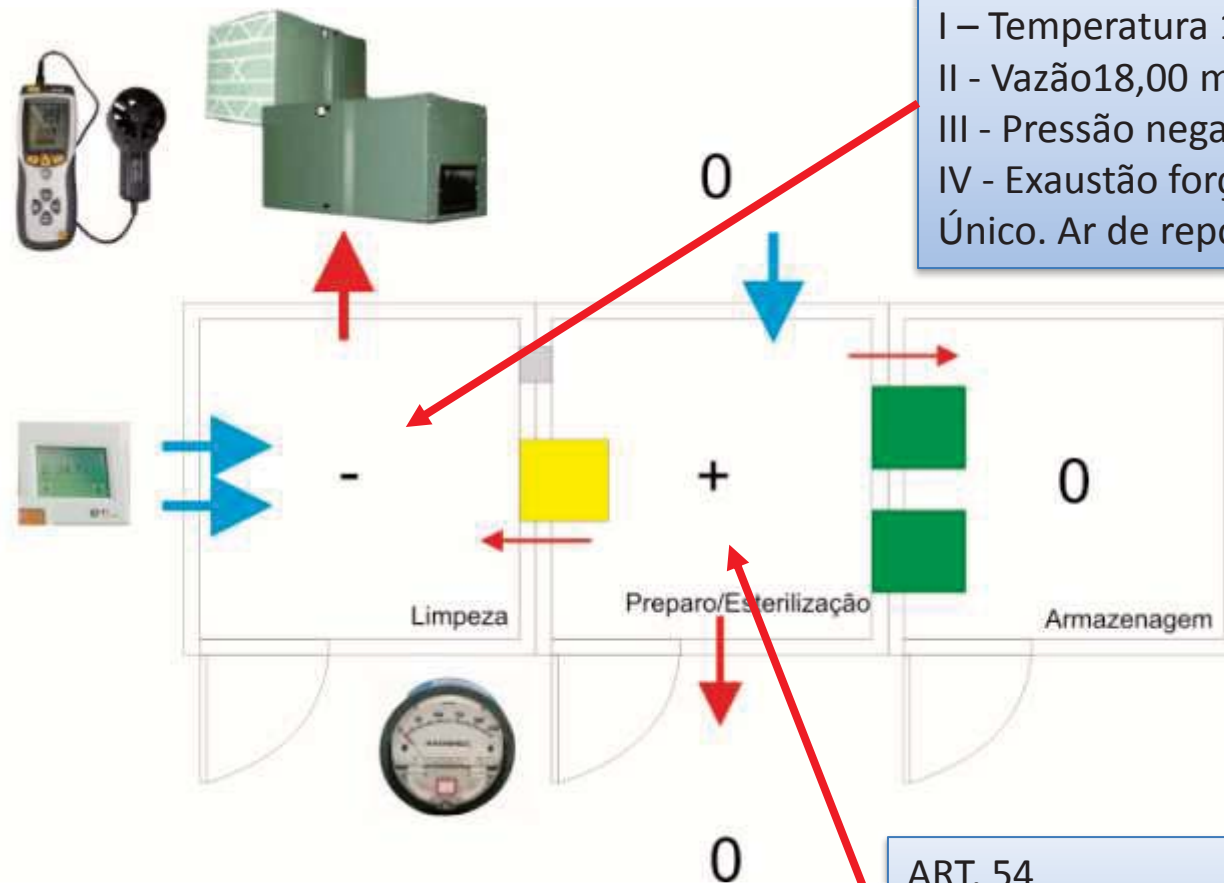 I – Temperatura
II - Vazão18,00 m
III - Pressão nega
IV - Exaustão forç
Único. Ar de repo
0
-
+
0
Limpeza
Preparo/Esterilização
Armazenagem
0
ART. 54